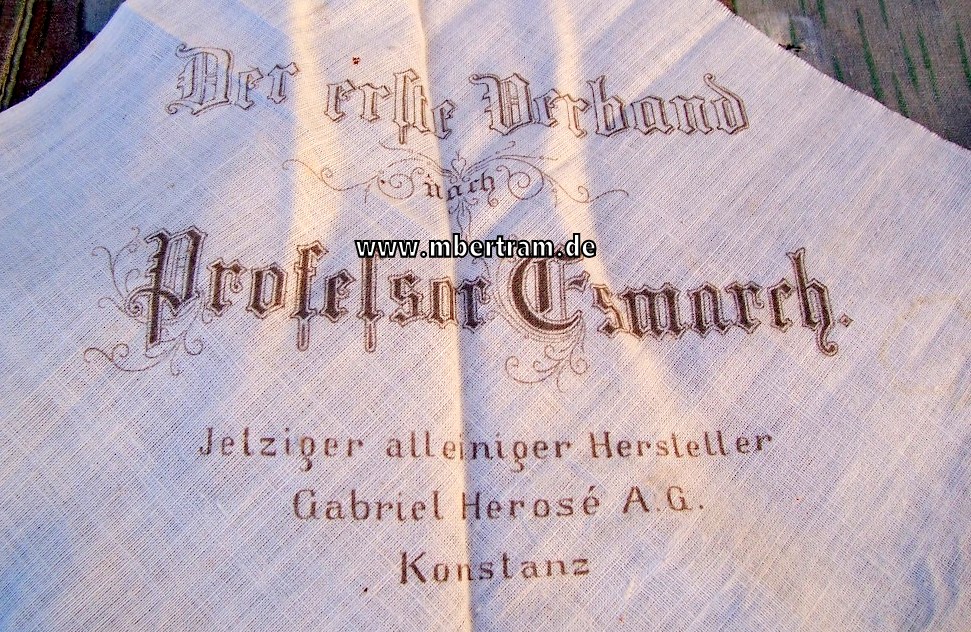 Der erste Verband
nach
www.mbertram.de
Professor Esmarch.
Jetziger alleiniger Hersteller
Gabriel Herosé A.G.
Konstanz